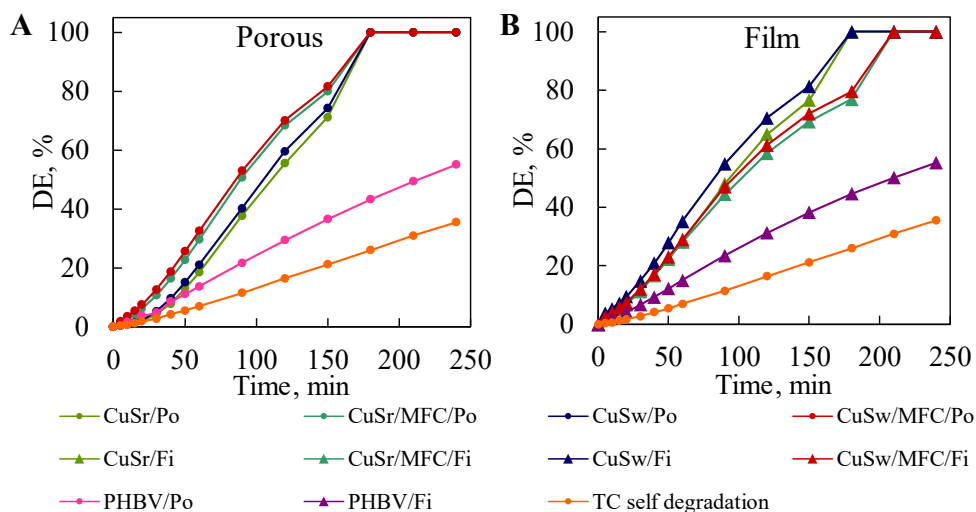 A
Porous
DE, %
100
80
60
40
20
0
0 50 100 150 200 250
Time, min
B
Film
DE, %
100
80
60
40
20
0
0 50 100 150 200 250
Time, min
CuSr/Po CuSr/MFC/Po CuSw/Po CuSw/MFC/Po
CuSr/Fi CuSr/MFC/Fi CuSw/Fi CuSw/MFC/Fi
PHBV/Po PHBV/Fi TC self degradation